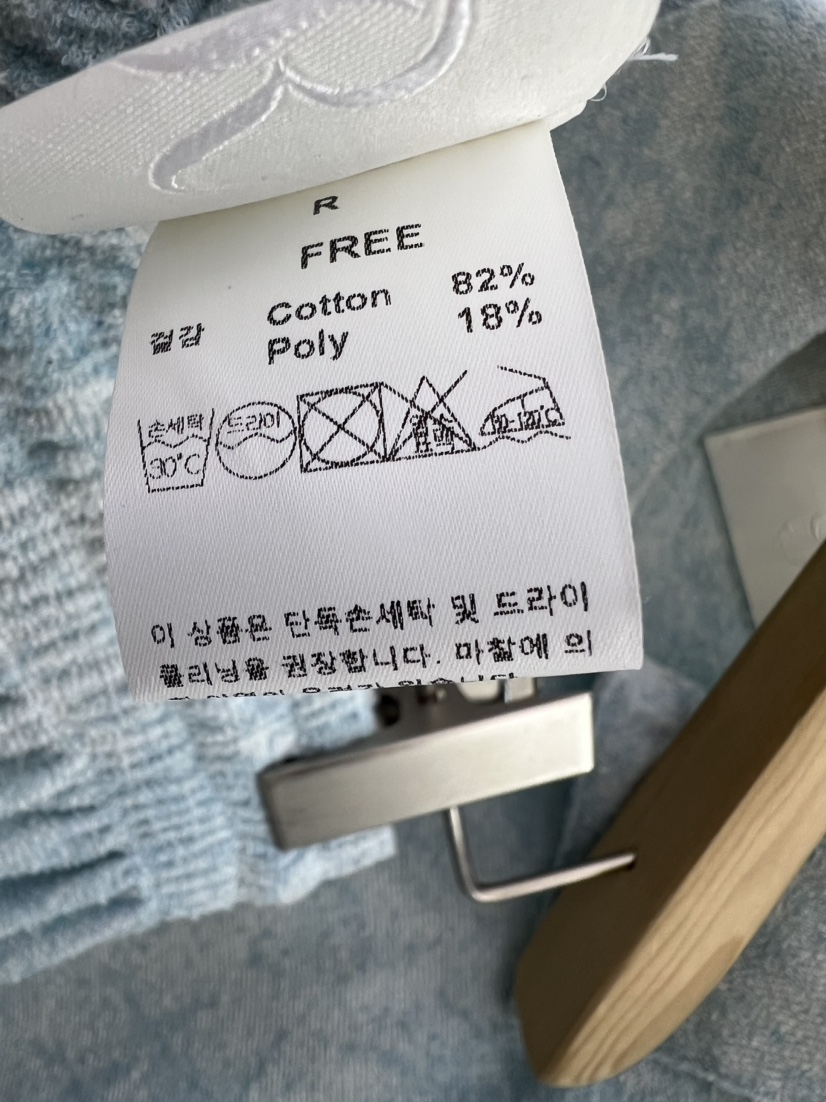 R
FREE
겉감 Cotton 82%
Poly 18%
손세탁 드라이
30°C
이 상품은 단독손세탁 및 드라이
클리닝을 권장합니다. 마찰에 의